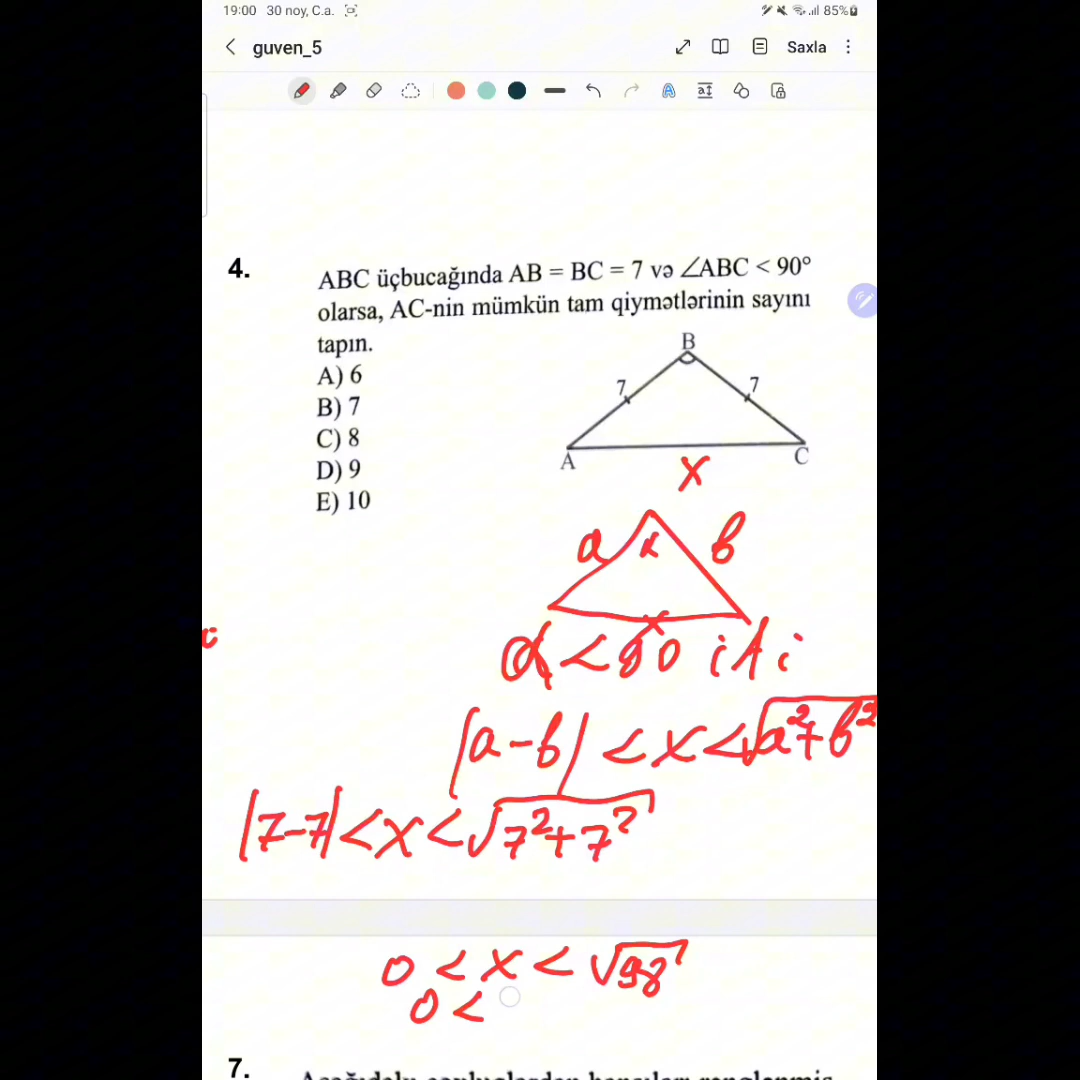 19:00 30 noy, C.a. 85%
guven_5 Saxla
4. ABC üçbucağında AB = BC = 7 və ∠ABC < 90°
olarsa, AC-nin mümkün tam qiymətlərinin sayını
tapın.
A) 6
B) 7
C) 8
D) 9
E) 10
B
7 7
A C
x
a b
x
α < 90
|a-b| < x < √a²+b²
|7-7| < x < √7²+7²
0 < x < √98
0 <
7.